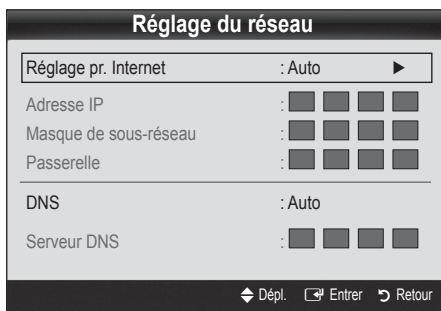 Réglage du réseau
Réglage pr. Internet : Auto ►
Adresse IP :
Masque de sous-réseau :
Passerelle :
DNS : Auto
Serveur DNS :
Dépl. Entrer Retour